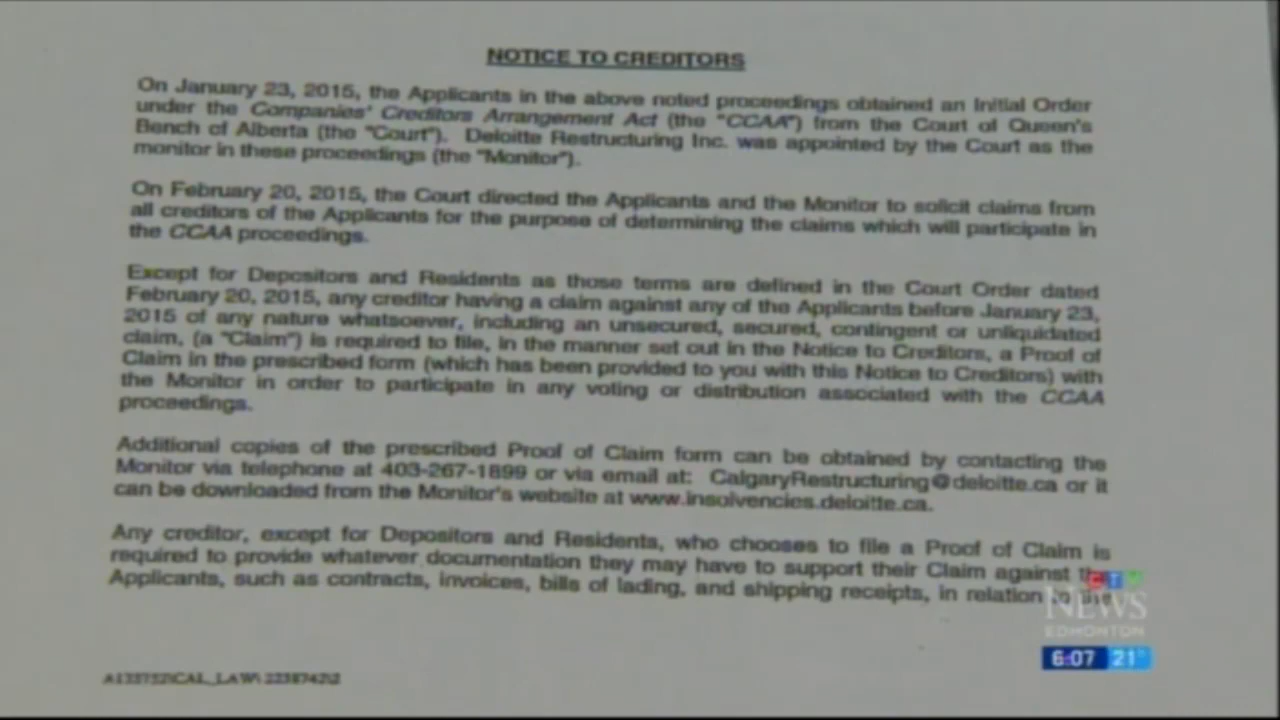 NOTICE TO CREDITORS
On January 23, 2015, the Applicants in the above noted proceedings obtained an Initial Order
under the Companies' Creditors Arrangement Act (the "CCAA") from the Court of Queen's
Bench of Alberta (the "Court"). Deloitte Restructuring Inc. was appointed by the Court as the
monitor in these proceedings (the "Monitor").
On February 20, 2015, the Court directed the Applicants and the Monitor to solicit claims from
all creditors of the Applicants for the purpose of determining the claims which will participate in
the CCAA proceedings.
Except for Depositors and Residents as those terms are defined in the Court Order dated
February 20, 2015, any creditor having a claim against any of the Applicants before January 23,
2015 of any nature whatsoever, including an unsecured, secured, contingent or unliquidated
claim, (a "Claim") is required to file, in the manner set out in the Notice to Creditors, a Proof of
Claim in the prescribed form (which has been provided to you with this Notice to Creditors) with
the Monitor in order to participate in any voting or distribution associated with the CCAA
proceedings.
Additional copies of the prescribed Proof of Claim form can be obtained by contacting the
Monitor via telephone at 403-267-1899 or via email at: CalgaryRestructuring@deloitte.ca or it
can be downloaded from the Monitor's website at www.insolvencies.deloitte.ca.
Any creditor, except for Depositors and Residents, who chooses to file a Proof of Claim is
required to provide whatever documentation they may have to support their Claim against the
Applicants, such as contracts, invoices, bills of lading, and shipping receipts, in relation to the
CTV
NEWS
EDMONTON
6:07 21°
A135752\CAL_LAW\ 2238742\2